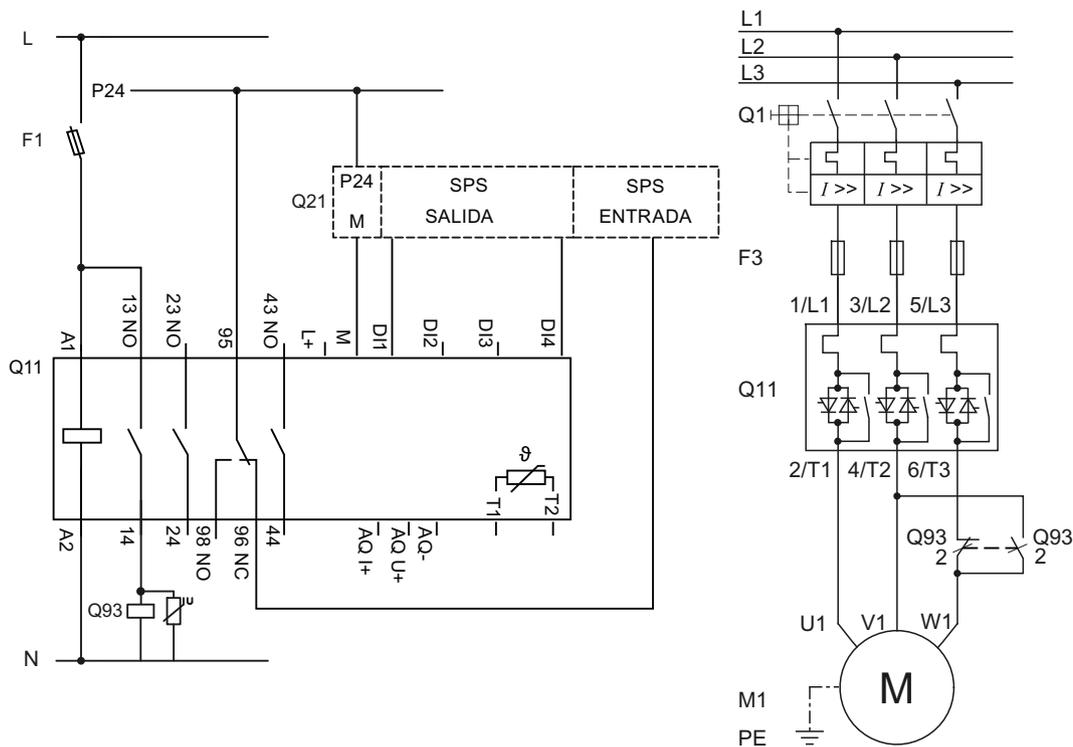 L
P24
F1
Q21
P24
M
SPS
SALIDA
SPS
ENTRADA
A1
13 NO
23 NO
95
43 NO
L+
M
DI1
DI2
DI3
DI4
Q11
ϑ
T1
T2
A2
14
24
98 NO
96 NC
44
AQ I+
AQ U+
AQ-
Q93
U
N
L1
L2
L3
Q1
I >>
I >>
I >>
F3
1/L1
3/L2
5/L3
Q11
2/T1
4/T2
6/T3
Q93
2
Q93
2
U1
V1
W1
M
M1
PE